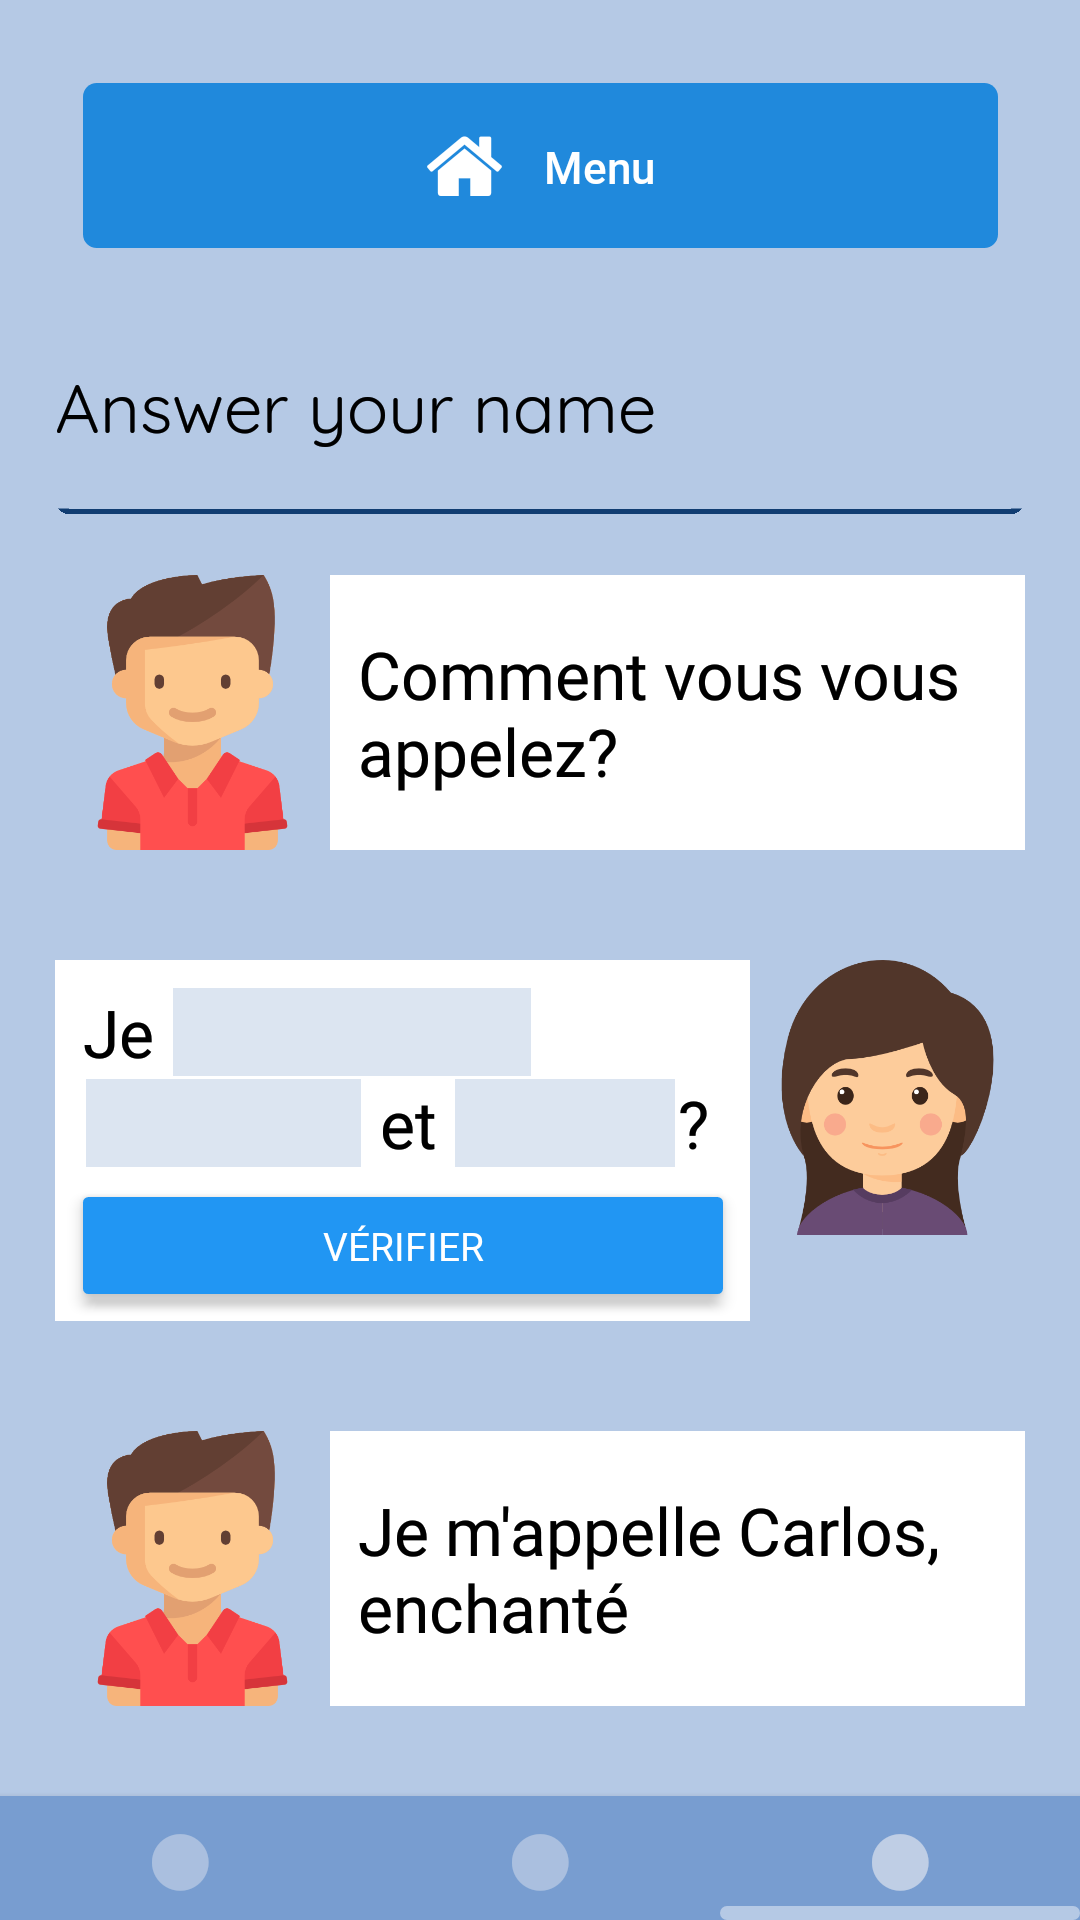 Menu
Answer your name
Comment vous vous
appelez?
Je
et ?
VÉRIFIER
Je m'appelle Carlos,
enchanté